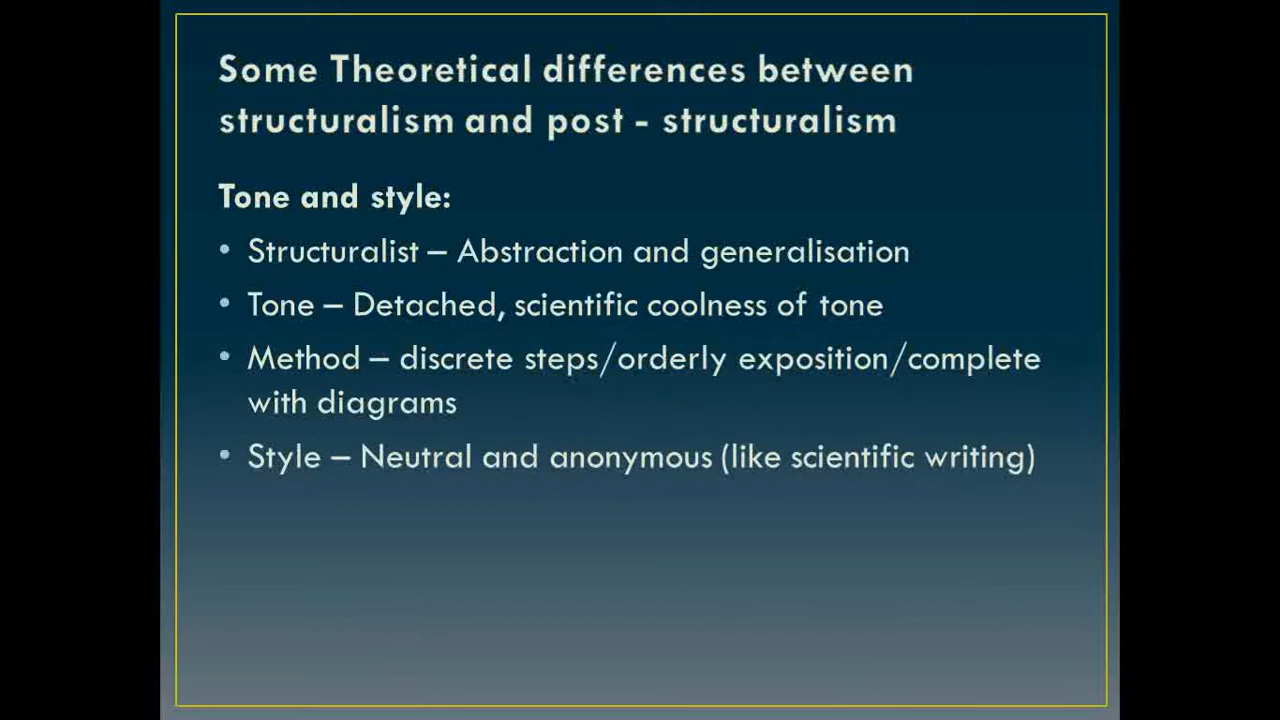 Some Theoretical differences between
structuralism and post - structuralism
Tone and style:
• Structuralist – Abstraction and generalisation
• Tone – Detached, scientific coolness of tone
• Method – discrete steps/orderly exposition/complete
with diagrams
• Style – Neutral and anonymous (like scientific writing)